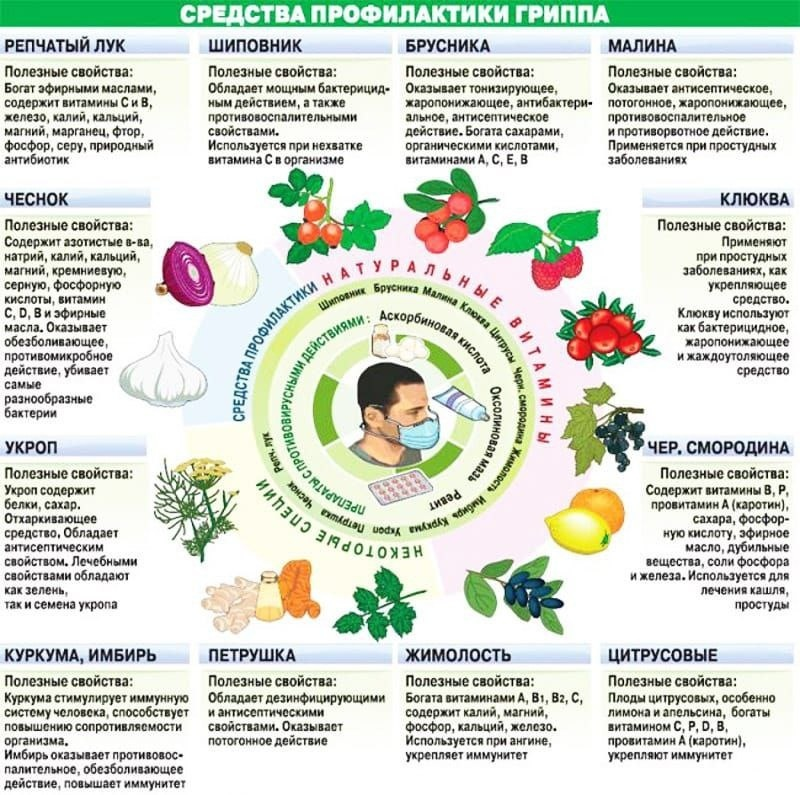 СРЕДСТВА ПРОФИЛАКТИКИ ГРИППА
РЕПЧАТЫЙ ЛУК
Полезные свойства:
Богат эфирными маслами,
содержит витамины С и В,
железо, калий, кальций,
магний, марганец, фтор,
фосфор, серу, природный
антибиотик
ШИПОВНИК
Полезные свойства:
Обладает мощным бактерицид-
ным действием, а также
противовоспалительными
свойствами.
Используется при нехватке
витамина С в организме
БРУСНИКА
Полезные свойства:
Оказывает тонизирующее,
жаропонижающее, антибактери-
альное, антисептическое
действие. Богата сахарами,
органическими кислотами,
витаминами А, С, Е, В
МАЛИНА
Полезные свойства:
Оказывает антисептическое,
потогонное, жаропонижающее,
противовоспалительное
и противорвотное действие.
Применяется при простудных
заболеваниях
ЧЕСНОК
Полезные свойства:
Содержит азотистые в-ва,
натрий, калий, кальций,
магний, кремниевую,
серную, фосфорную
кислоты, витамин
С, D, В и эфирные
масла. Оказывает
обезболивающее,
противомикробное
действие, убивает
самые
разнообразные
бактерии
КЛЮКВА
Полезные свойства:
Применяют
при простудных
заболеваниях, как
укрепляющее
средство.
Клюкву используют
как бактерицидное,
жаропонижающее
и жаждоутоляющее
средство
СРЕДСТВА ПРОФИЛАКТИКИ
НАТУРАЛЬНЫЕ ВИТАМИНЫ
НЕКОТОРЫЕ СПЕЦИИ
Шиповник Брусника Малина Клюква Цитрусы Черн. смородина Жимолость
Имбирь Куркума Укроп Петрушка
Чеснок Реп. лук
ПРЕПАРАТЫ С ПРОТИВОВИРУСНЫМИ ДЕЙСТВИЯМИ:
Аскорбиновая кислота
Оксолиновая мазь
Ревит
УКРОП
Полезные свойства:
Укроп содержит
белки, сахар.
Отхаркивающее
средство, Обладает
антисептическим
свойством. Лечебными
свойствами обладают
как зелень,
так и семена укропа
ЧЕР. СМОРОДИНА
Полезные свойства:
Содержит витамины В, Р,
провитамин А (каротин),
сахара, фосфор-
ную кислоту, эфирное
масло, дубильные
вещества, соли фосфора
и железа. Используется для
лечения кашля,
простуды
КУРКУМА, ИМБИРЬ
Полезные свойства:
Куркума стимулирует иммунную
систему человека, способствует
повышению сопротивляемости
организма.
Имбирь оказывает противовос-
палительное, обезболивающее
действие, повышает иммунитет
ПЕТРУШКА
Полезные свойства:
Обладает дезинфицирующими
и антисептическими
свойствами. Оказывает
потогонное действие
ЖИМОЛОСТЬ
Полезные свойства:
Богата витаминами А, В1, В2, С,
содержит калий, магний,
фосфор, кальций, железо.
Используется при ангине,
укрепляет иммунитет
ЦИТРУСОВЫЕ
Полезные свойства:
Плоды цитрусовых, особенно
лимона и апельсина, богаты
витамином С, Р, D, В,
провитамин А (каротин),
укрепляют иммунитет